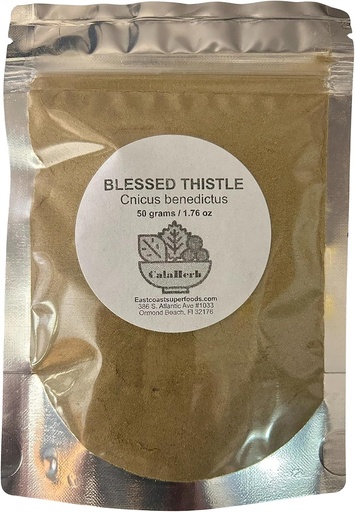 BLESSED THISTLE
Cnicus benedictus
50 grams / 1.76 oz
CalaHerb
Eastcoastsuperfoods.com
386 S. Atlantic Ave #1033
Ormond Beach, Fl 32176